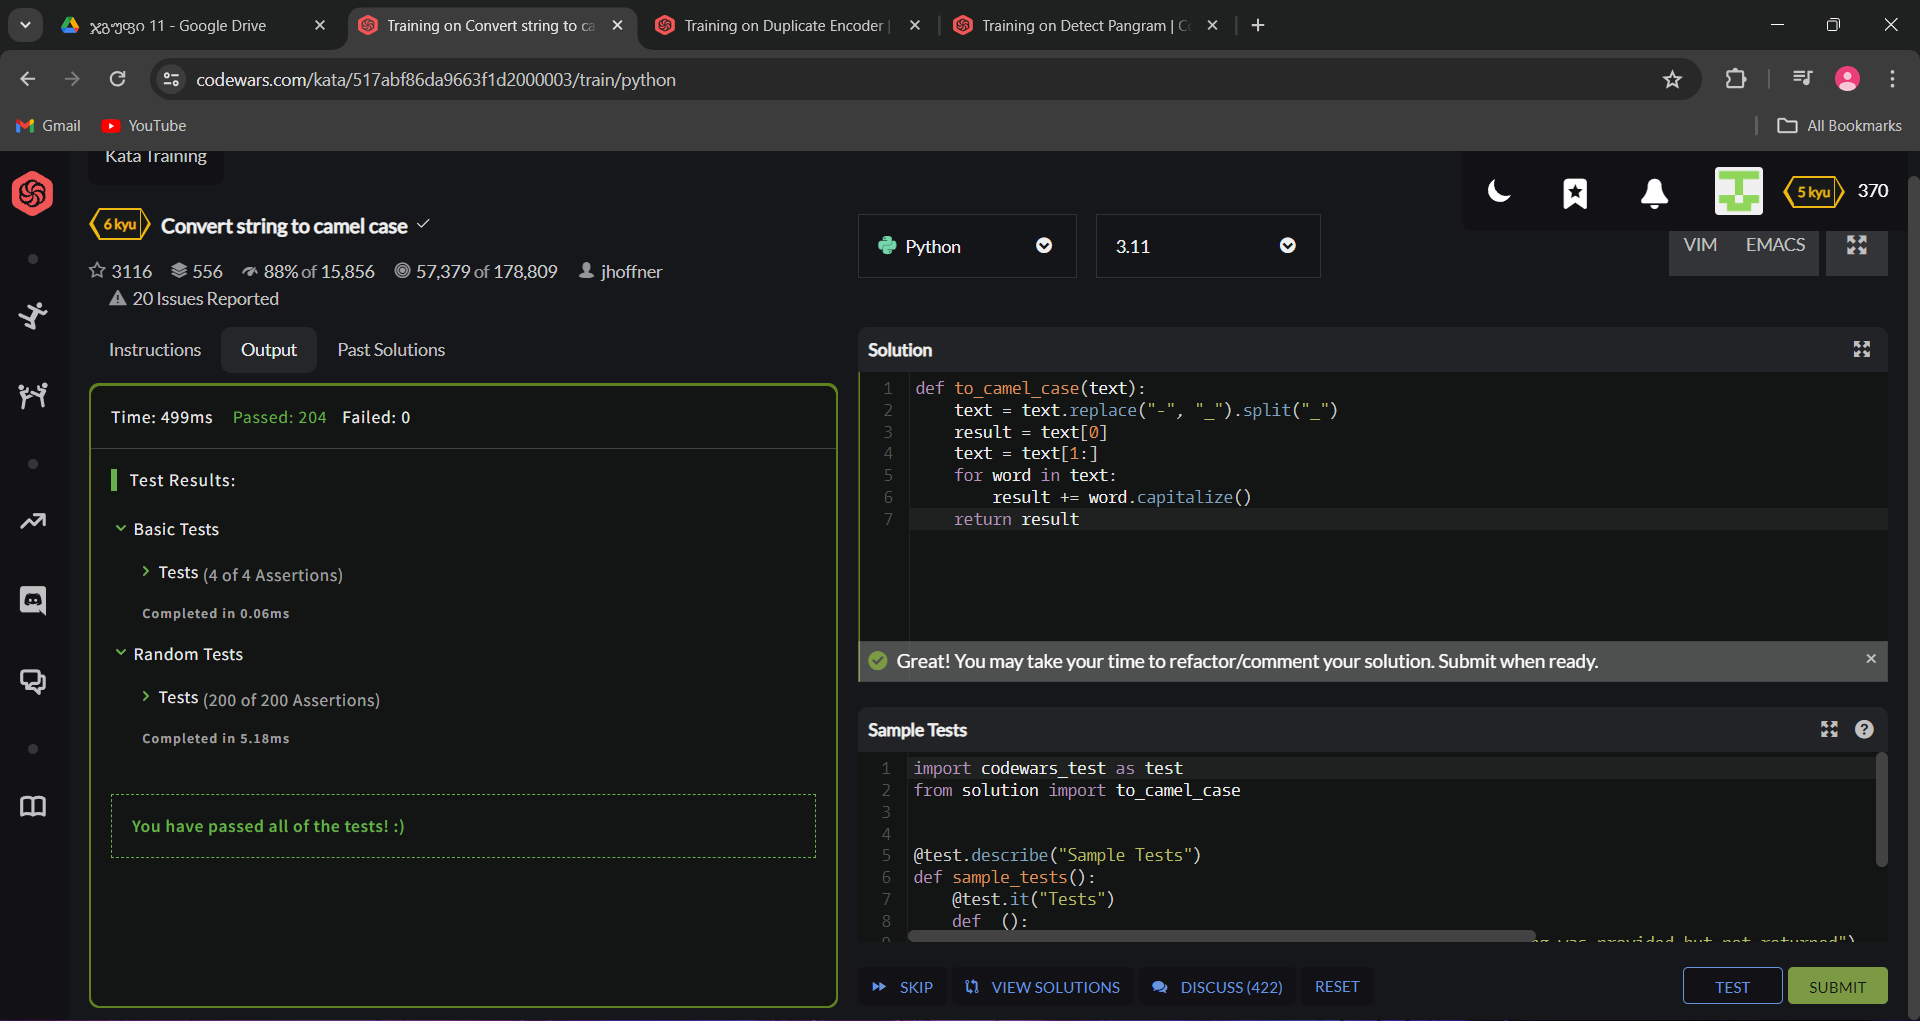 ჯგუფი 11 - Google Drive
Training on Convert string to ca
Training on Duplicate Encoder |
Training on Detect Pangram | C
codewars.com/kata/517abf86da9663f1d2000003/train/python
Gmail
YouTube
All Bookmarks
Kata Training
5 kyu
370
6 kyu
Convert string to camel case
Python
3.11
VIM
EMACS
3116
556
88% of 15,856
57,379 of 178,809
jhoffner
20 Issues Reported
Instructions
Output
Past Solutions
Time: 499ms Passed: 204 Failed: 0
Test Results:
Basic Tests
Tests (4 of 4 Assertions)
Completed in 0.06ms
Random Tests
Tests (200 of 200 Assertions)
Completed in 5.18ms
You have passed all of the tests! :)
Solution
1 def to_camel_case(text):
2 text = text.replace("-", "_").split("_")
3 result = text[0]
4 text = text[1:]
5 for word in text:
6 result += word.capitalize()
7 return result
Great! You may take your time to refactor/comment your solution. Submit when ready.
Sample Tests
1 import codewars_test as test
2 from solution import to_camel_case
3
4
5 @test.describe("Sample Tests")
6 def sample_tests():
7 @test.it("Tests")
8 def ():
9 was provided but not returned")
SKIP
VIEW SOLUTIONS
DISCUSS (422)
RESET
TEST
SUBMIT